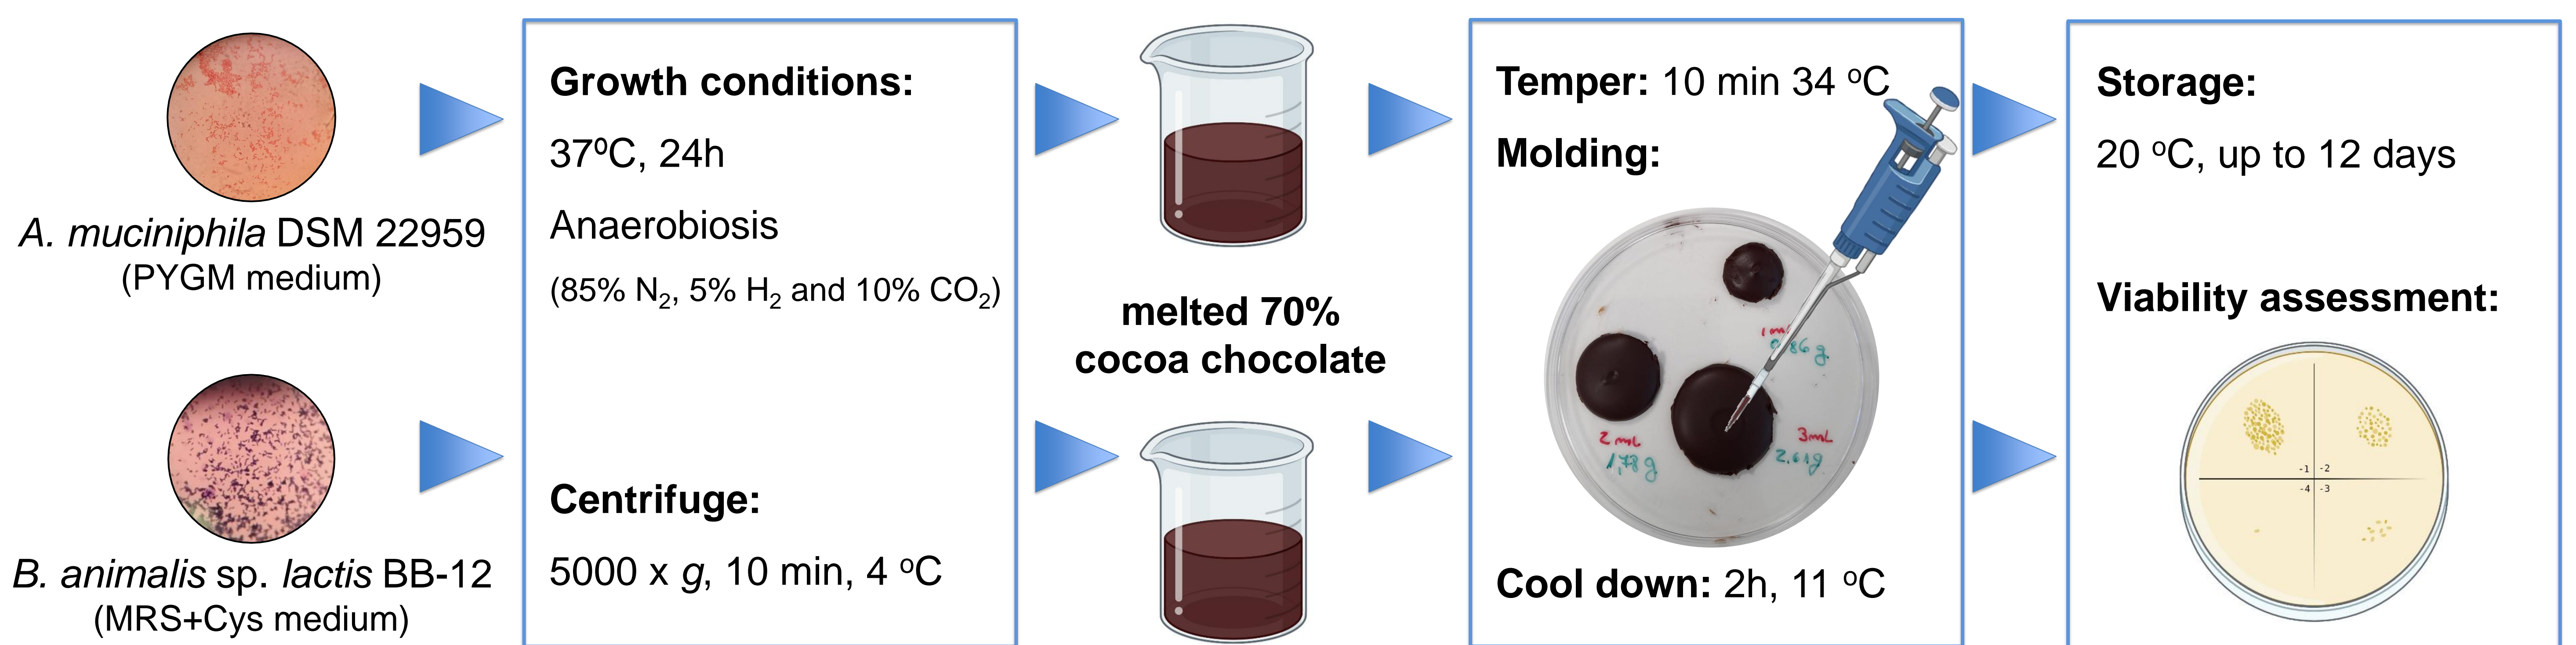 A. muciniphila DSM 22959
(PYGM medium)
B. animalis sp. lactis BB-12
(MRS+Cys medium)
Growth conditions:
37ºC, 24h
Anaerobiosis
(85% N₂, 5% H₂ and 10% CO₂)
Centrifuge:
5000 x g, 10 min, 4 ºC
melted 70%
cocoa chocolate
Temper: 10 min 34 ºC
Molding:
2 mL
1,78 g
3mL
2.61g
Cool down: 2h, 11 ºC
Storage:
20 ºC, up to 12 days
Viability assessment:
-1 -2
-4 -3